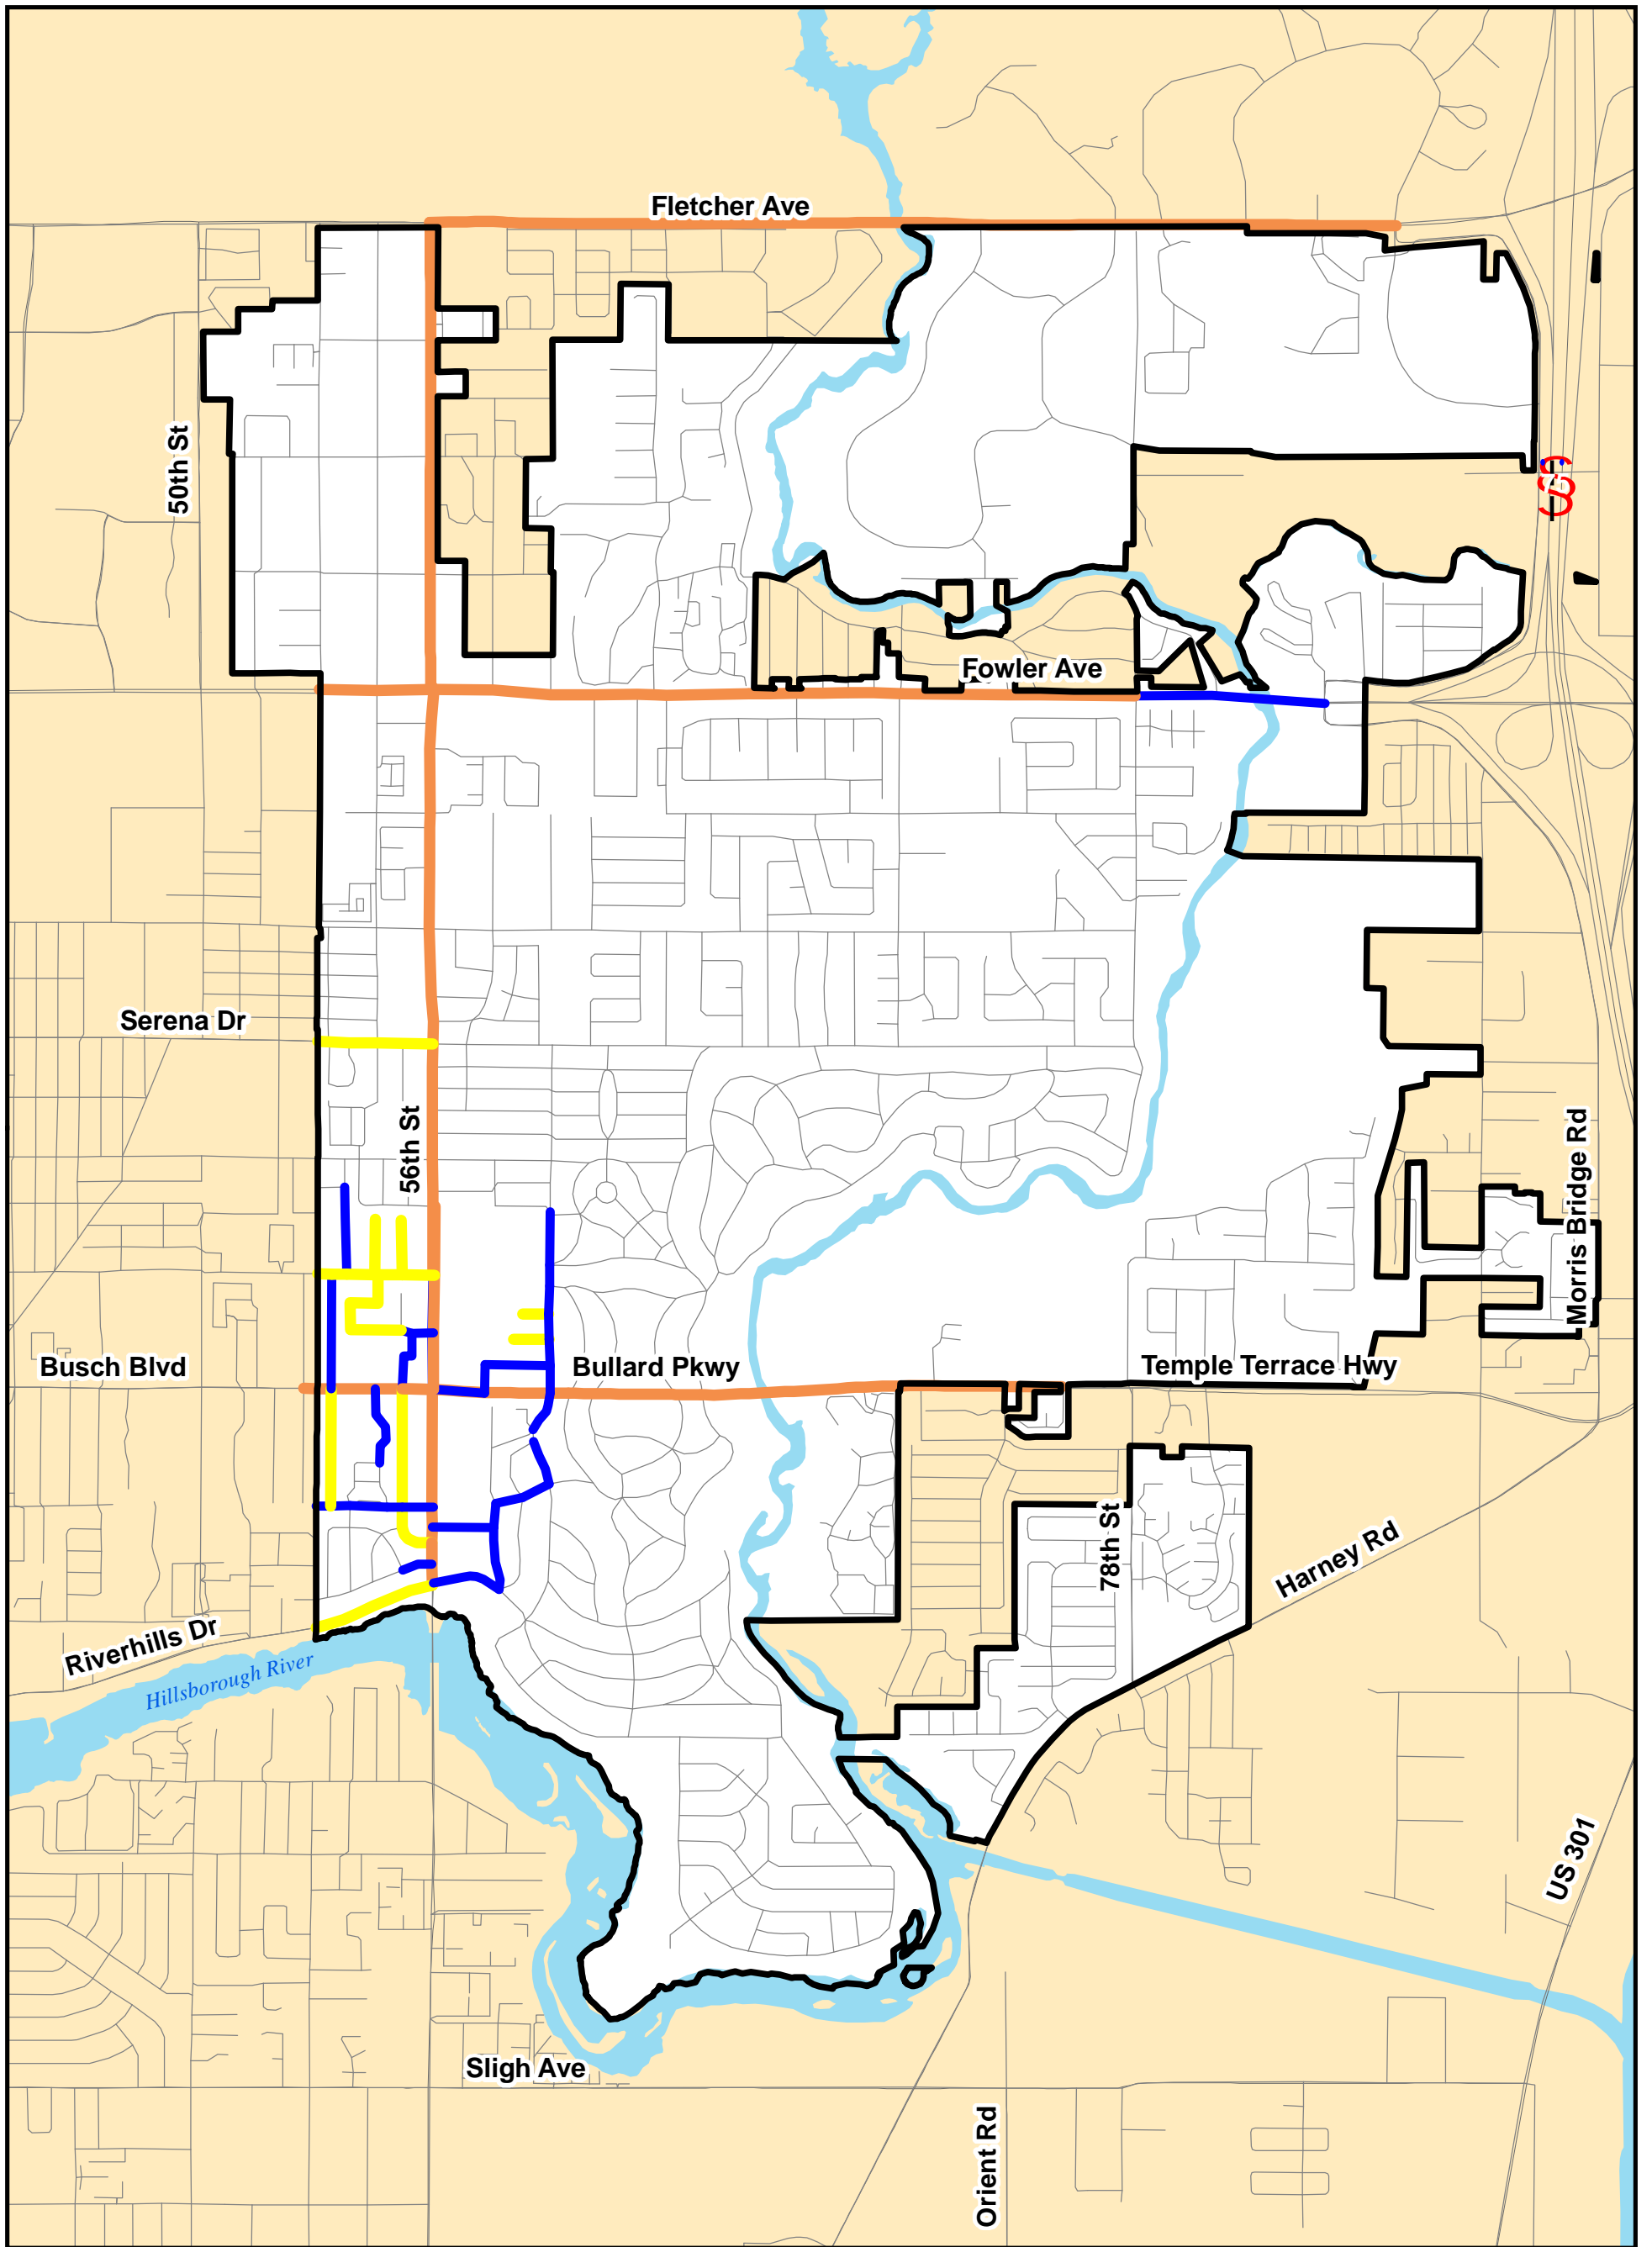 Fletcher Ave
50th St
Fowler Ave
Serena Dr
56th St
Morris Bridge Rd
Busch Blvd
Bullard Pkwy
Temple Terrace Hwy
78th St
Harney Rd
Riverhills Dr
Hillsborough River
US 301
Sligh Ave
Orient Rd